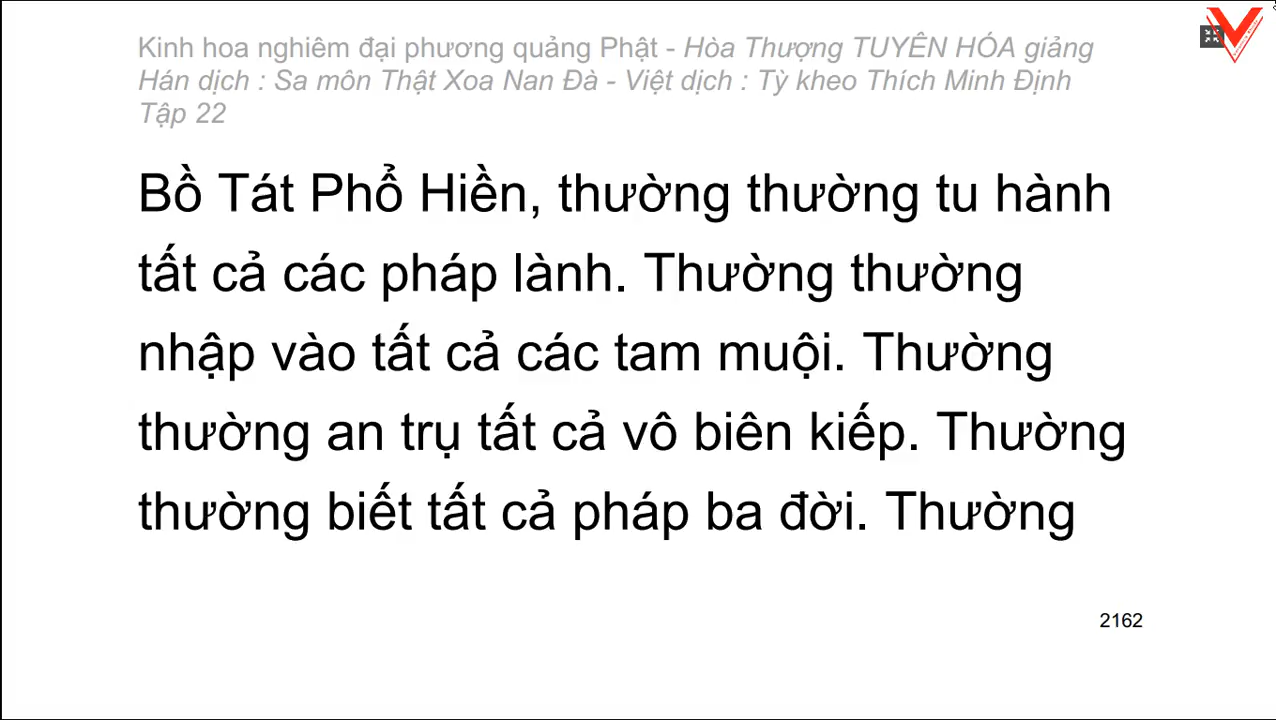 Kinh hoa nghiêm đại phương quảng Phật - Hòa Thượng TUYÊN HÓA giảng
Hán dịch : Sa môn Thật Xoa Nan Đà - Việt dịch : Tỳ kheo Thích Minh Định
Tập 22
Bồ Tát Phổ Hiền, thường thường tu hành
tất cả các pháp lành. Thường thường
nhập vào tất cả các tam muội. Thường
thường an trụ tất cả vô biên kiếp. Thường
thường biết tất cả pháp ba đời. Thường
2162